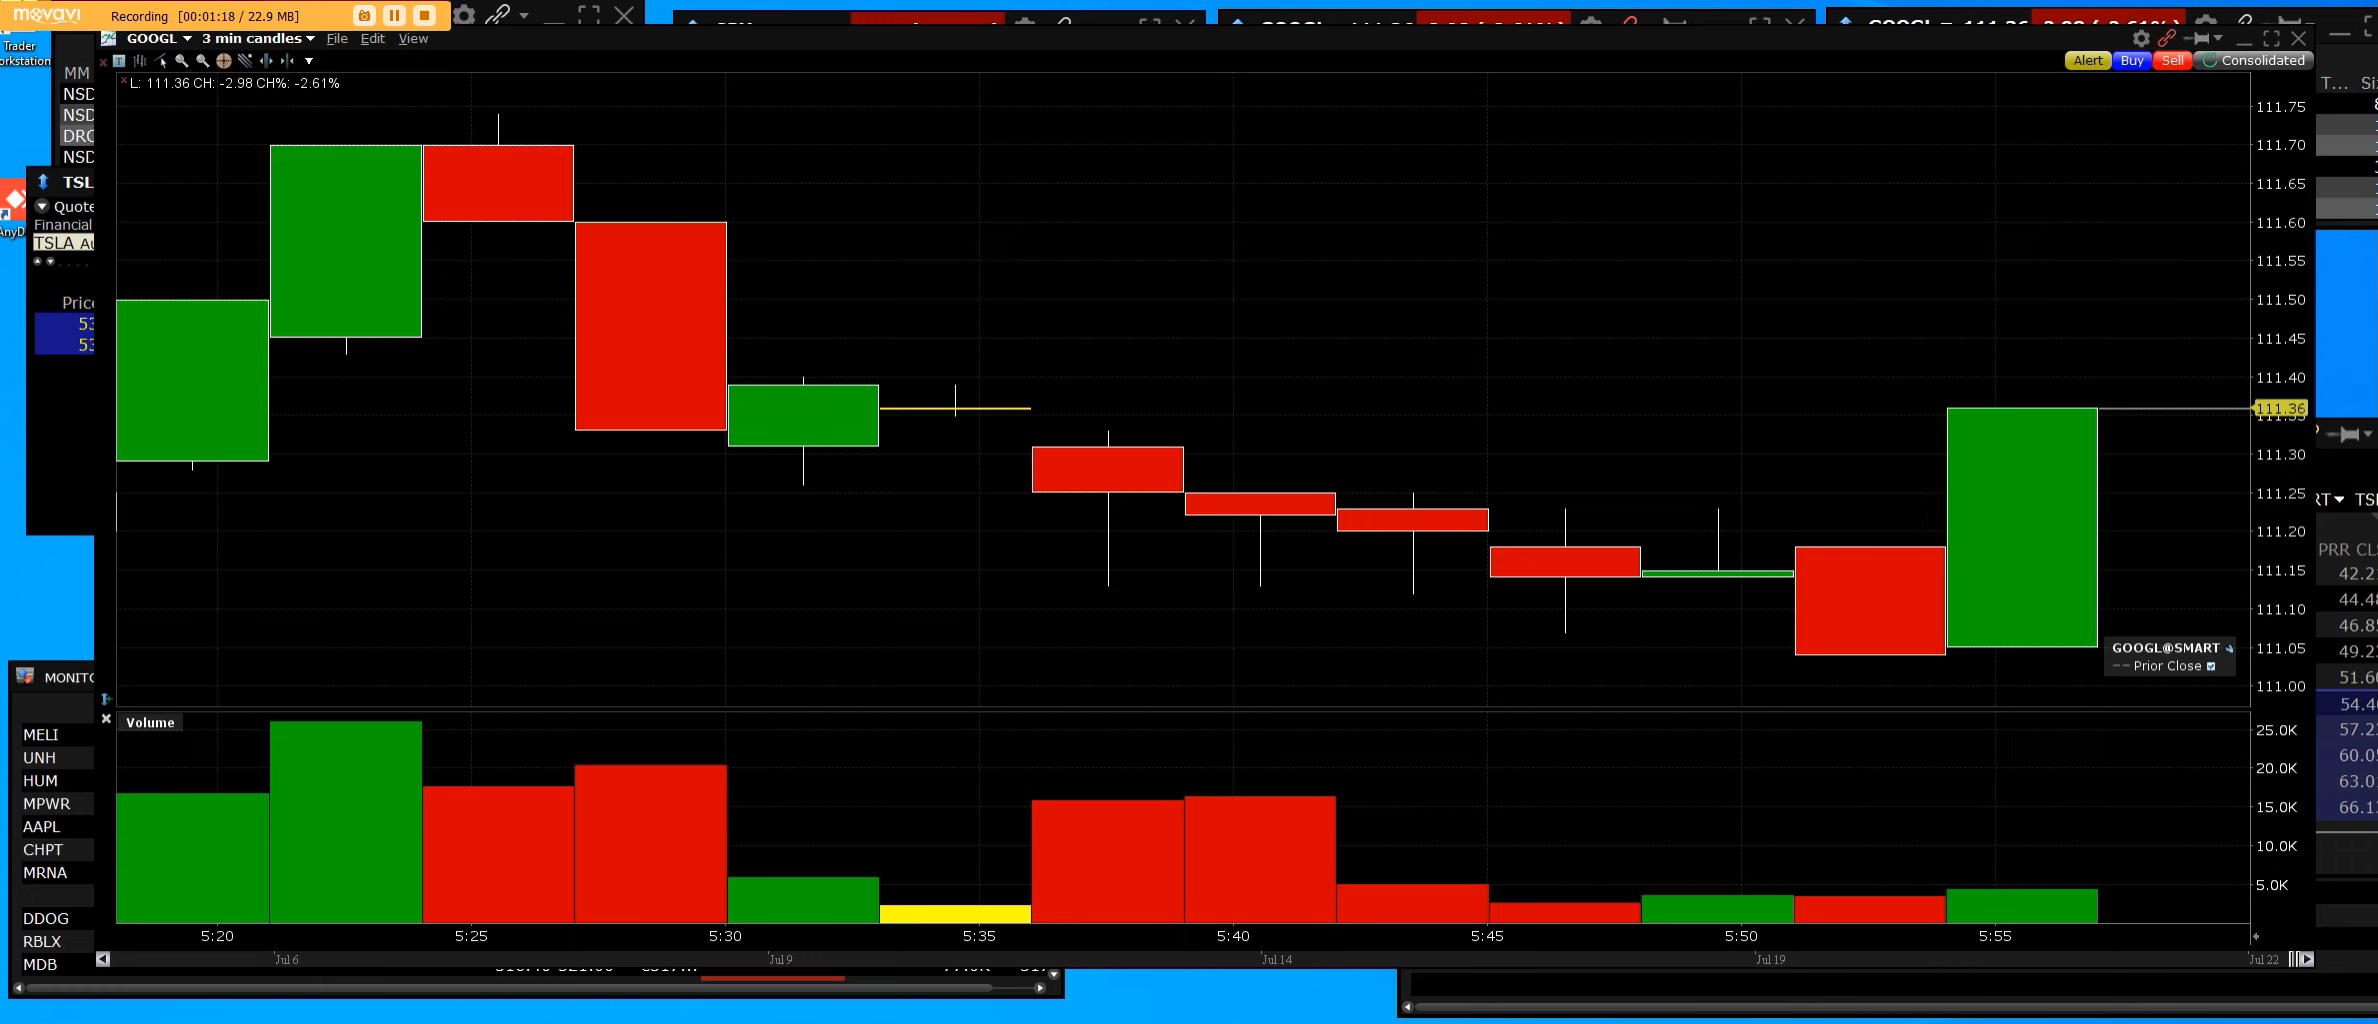 movavi Recording [00:01:18 / 22.9 MB]
Trader
GOOGL 3 min candles File Edit View
Alert Buy Sell Consolidated
L: 111.36 CH: -2.98 CH%: -2.61%
MM
NSD
NSD
DRC
NSD
TSL
Quote
Financial
TSLA Au
Price
53
53
MONITO
MELI
UNH
HUM
MPWR
AAPL
CHPT
MRNA
DDOG
RBLX
MDB
111.75
111.70
111.65
111.60
111.55
111.50
111.45
111.40
111.36
111.30
111.25
111.20
111.15
111.10
111.05
111.00
GOOGL@SMART
Prior Close
Volume
25.0K
20.0K
15.0K
10.0K
5.0K
5:20 5:25 5:30 5:35 5:40 5:45 5:50 5:55
Jul 6 Jul 9 Jul 14 Jul 19 Jul 22
T... Si
RT TSI
PRR CL
42.2
44.4
46.8
49.2
51.6
54.4
57.2
60.0
63.0
66.1